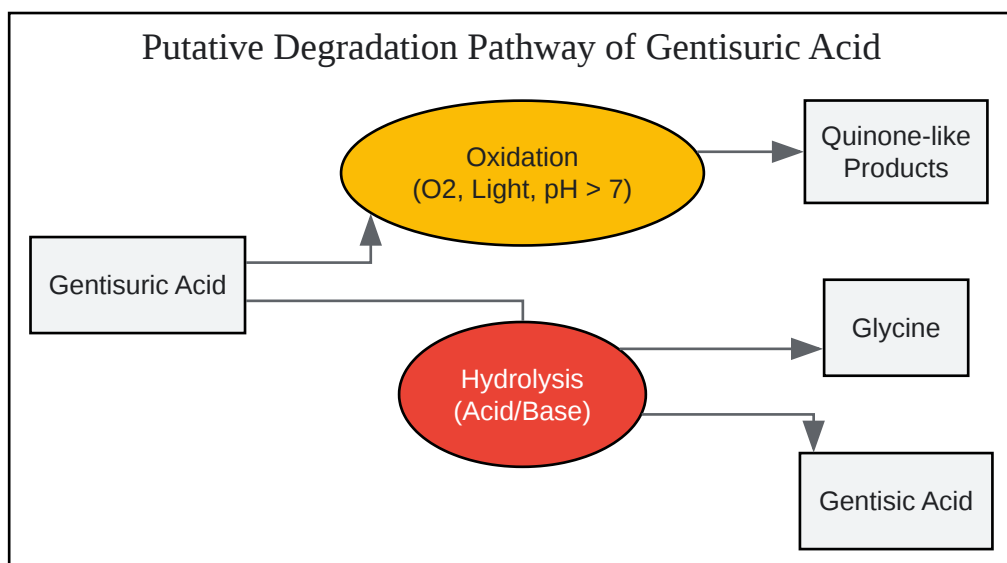 Putative Degradation Pathway of Gentisuric Acid
Oxidation
(O2, Light, pH > 7)
Quinone-like
Products
Gentisuric Acid
Glycine
Hydrolysis
(Acid/Base)
Gentisic Acid